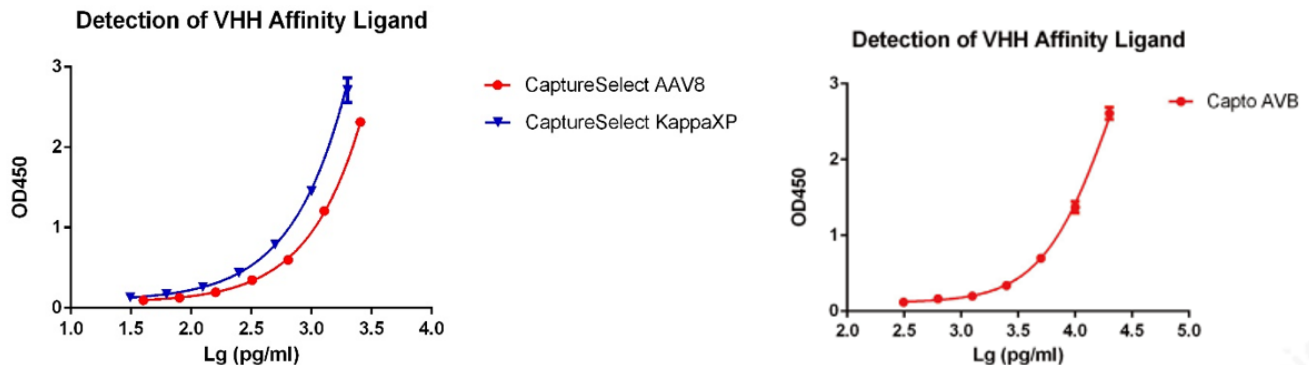 Detection of VHH Affinity Ligand
3
2
1
0
OD450
1.0 1.5 2.0 2.5 3.0 3.5 4.0
Lg (pg/ml)
CaptureSelect AAV8
CaptureSelect KappaXP
Detection of VHH Affinity Ligand
3
2
1
0
OD450
2.0 2.5 3.0 3.5 4.0 4.5 5.0
Lg (pg/ml)
Capto AVB